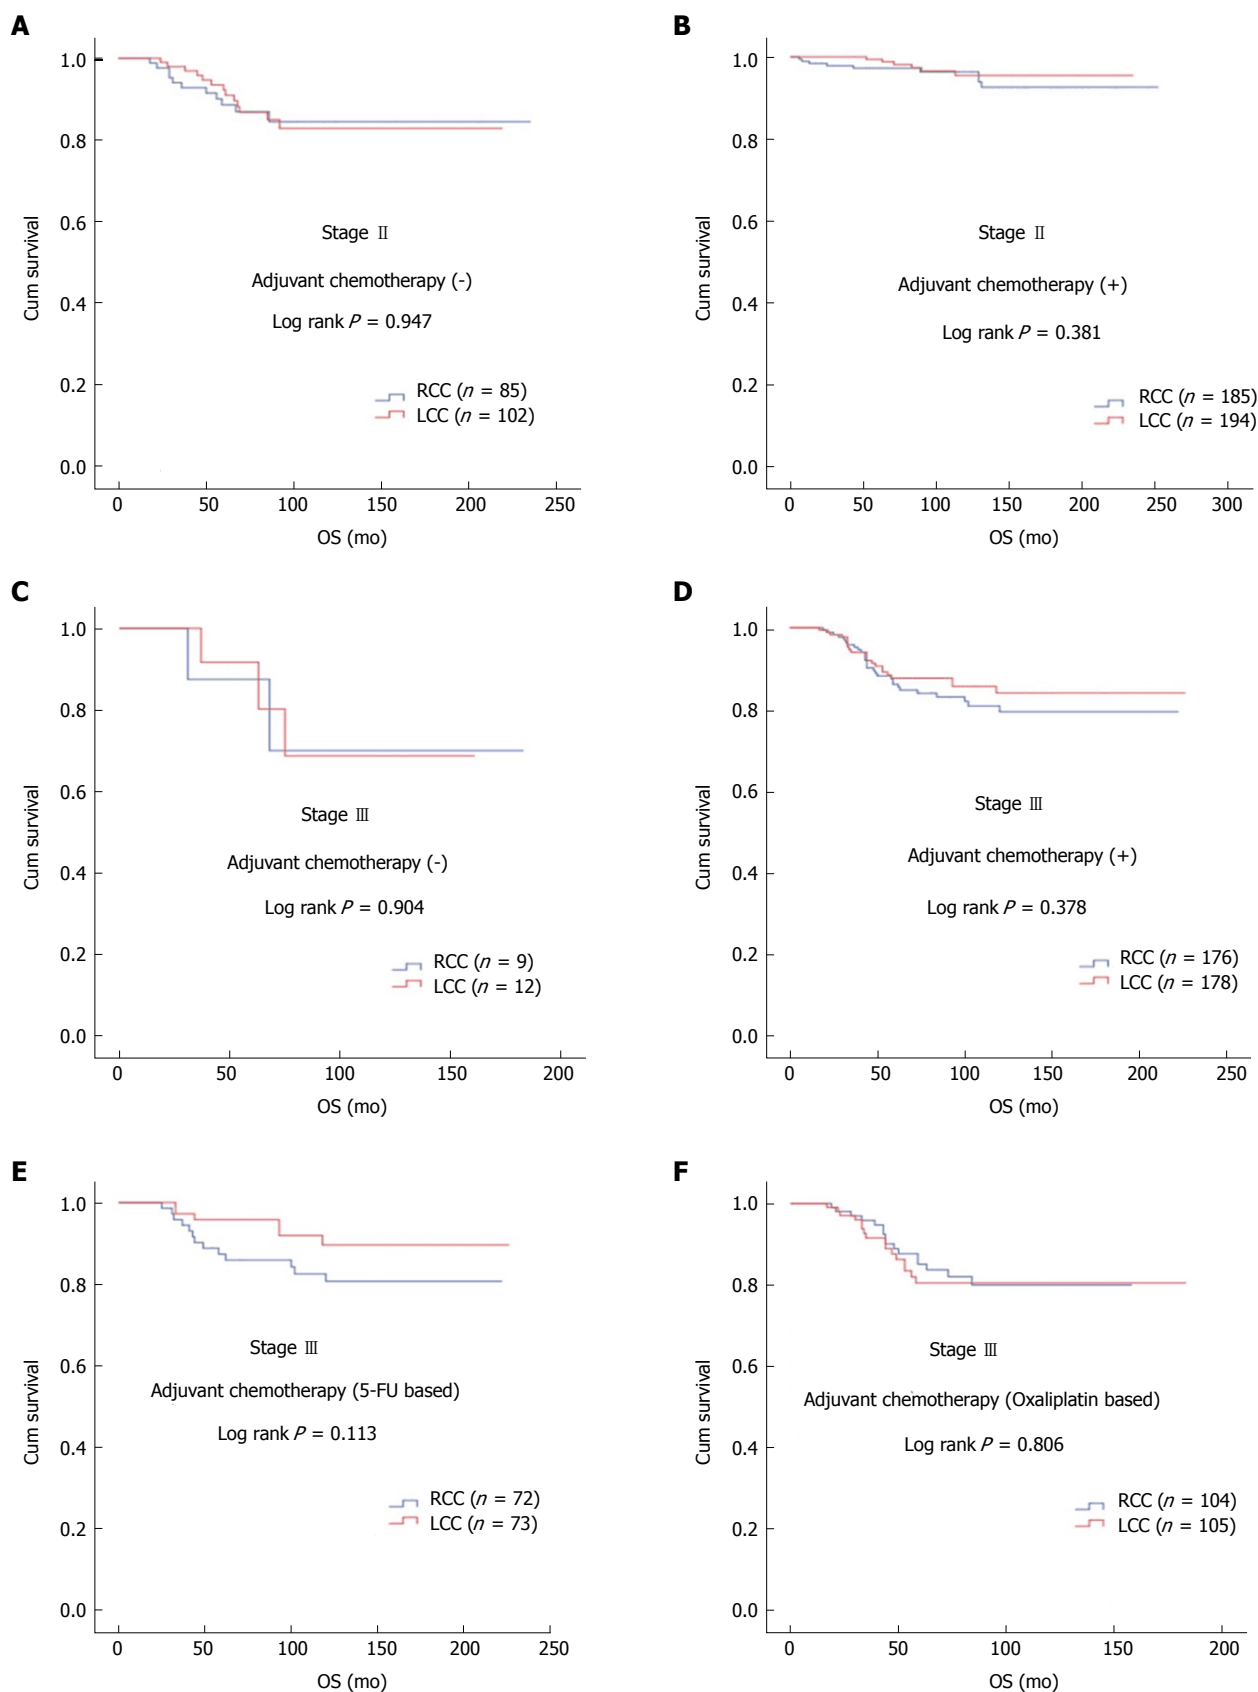 A
1.0
0.8
0.6
0.4
0.2
0.0
Cum survival
Stage Ⅱ
Adjuvant chemotherapy (-)
Log rank P = 0.947
RCC (n = 85)
LCC (n = 102)
0 50 100 150 200 250
OS (mo)
B
1.0
0.8
0.6
0.4
0.2
0.0
Cum survival
Stage Ⅱ
Adjuvant chemotherapy (+)
Log rank P = 0.381
RCC (n = 185)
LCC (n = 194)
0 50 100 150 200 250 300
OS (mo)
C
1.0
0.8
0.6
0.4
0.2
0.0
Cum survival
Stage Ⅲ
Adjuvant chemotherapy (-)
Log rank P = 0.904
RCC (n = 9)
LCC (n = 12)
0 50 100 150 200
OS (mo)
D
1.0
0.8
0.6
0.4
0.2
0.0
Cum survival
Stage Ⅲ
Adjuvant chemotherapy (+)
Log rank P = 0.378
RCC (n = 176)
LCC (n = 178)
0 50 100 150 200 250
OS (mo)
E
1.0
0.8
0.6
0.4
0.2
0.0
Cum survival
Stage Ⅲ
Adjuvant chemotherapy (5-FU based)
Log rank P = 0.113
RCC (n = 72)
LCC (n = 73)
0 50 100 150 200 250
OS (mo)
F
1.0
0.8
0.6
0.4
0.2
0.0
Cum survival
Stage Ⅲ
Adjuvant chemotherapy (Oxaliplatin based)
Log rank P = 0.806
RCC (n = 104)
LCC (n = 105)
0 50 100 150 200
OS (mo)